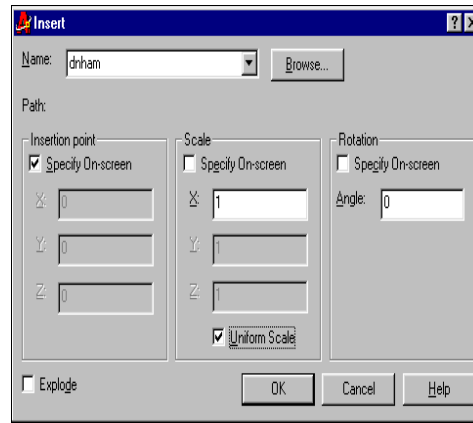 Insert
Name: dnham Browse...
Path:
Insertion point Scale Rotation
Specify On-screen Specify On-screen Specify On-screen
X: 0 X: 1 Angle: 0
Y: 0 Y: 1
Z: 0 Z: 1
Uniform Scale
Explode OK Cancel Help